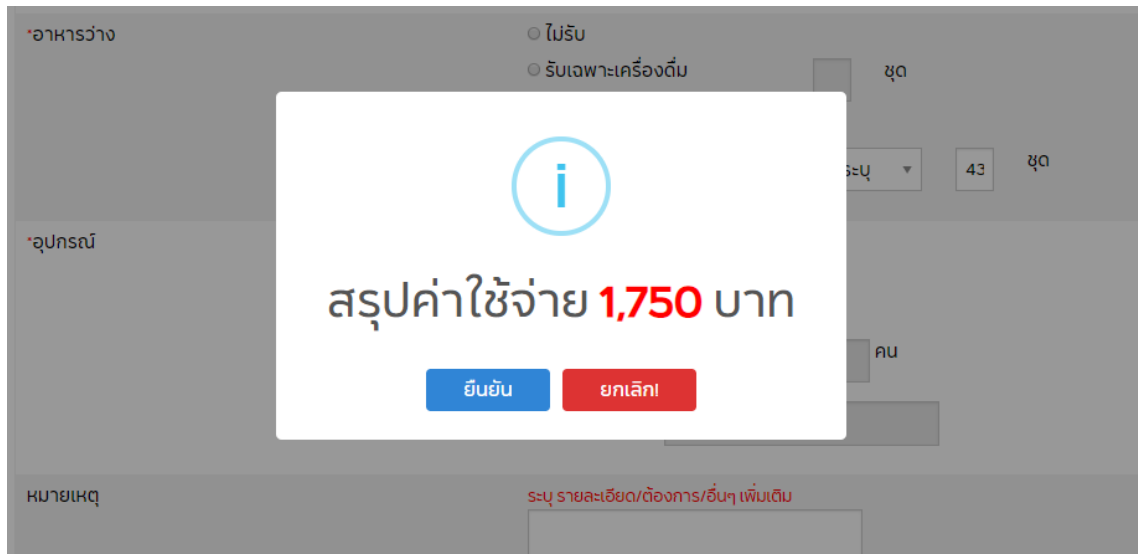 *อาหารว่าง
ไม่รับ
รับเฉพาะเครื่องดื่ม ชุด
43 ชุด
*อุปกรณ์
i
สรุปค่าใช้จ่าย 1,750 บาท
คน
ยืนยัน ยกเลิก!
หมายเหตุ
ระบุ รายละเอียด/ต้องการ/อื่นๆ เพิ่มเติม